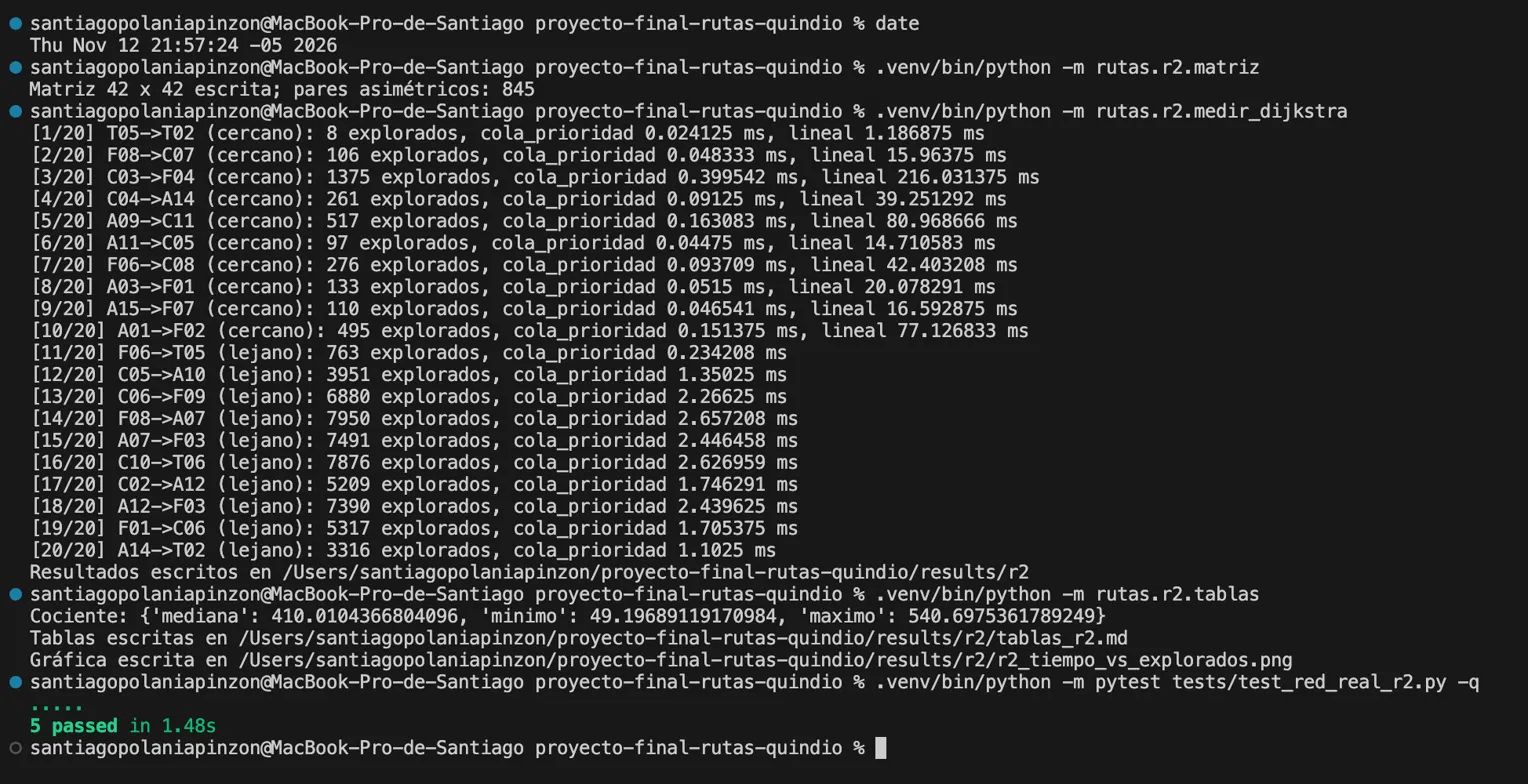 santiagopolaniapinzon@MacBook-Pro-de-Santiago proyecto-final-rutas-quindio % date
Thu Nov 12 21:57:24 -05 2026
santiagopolaniapinzon@MacBook-Pro-de-Santiago proyecto-final-rutas-quindio % .venv/bin/python -m rutas.r2.matriz
Matriz 42 x 42 escrita; pares asimétricos: 845
santiagopolaniapinzon@MacBook-Pro-de-Santiago proyecto-final-rutas-quindio % .venv/bin/python -m rutas.r2.medir_dijkstra
[1/20] T05->T02 (cercano): 8 explorados, cola_prioridad 0.024125 ms, lineal 1.186875 ms
[2/20] F08->C07 (cercano): 106 explorados, cola_prioridad 0.048333 ms, lineal 15.96375 ms
[3/20] C03->F04 (cercano): 1375 explorados, cola_prioridad 0.399542 ms, lineal 216.031375 ms
[4/20] C04->A14 (cercano): 261 explorados, cola_prioridad 0.09125 ms, lineal 39.251292 ms
[5/20] A09->C11 (cercano): 517 explorados, cola_prioridad 0.163083 ms, lineal 80.968666 ms
[6/20] A11->C05 (cercano): 97 explorados, cola_prioridad 0.04475 ms, lineal 14.710583 ms
[7/20] F06->C08 (cercano): 276 explorados, cola_prioridad 0.093709 ms, lineal 42.403208 ms
[8/20] A03->F01 (cercano): 133 explorados, cola_prioridad 0.0515 ms, lineal 20.078291 ms
[9/20] A15->F07 (cercano): 110 explorados, cola_prioridad 0.046541 ms, lineal 16.592875 ms
[10/20] A01->F02 (cercano): 495 explorados, cola_prioridad 0.151375 ms, lineal 77.126833 ms
[11/20] F06->T05 (lejano): 763 explorados, cola_prioridad 0.234208 ms
[12/20] C05->A10 (lejano): 3951 explorados, cola_prioridad 1.35025 ms
[13/20] C06->F09 (lejano): 6880 explorados, cola_prioridad 2.26625 ms
[14/20] F08->A07 (lejano): 7950 explorados, cola_prioridad 2.657208 ms
[15/20] A07->F03 (lejano): 7491 explorados, cola_prioridad 2.446458 ms
[16/20] C10->T06 (lejano): 7876 explorados, cola_prioridad 2.626959 ms
[17/20] C02->A12 (lejano): 5209 explorados, cola_prioridad 1.746291 ms
[18/20] A12->F03 (lejano): 7390 explorados, cola_prioridad 2.439625 ms
[19/20] F01->C06 (lejano): 5317 explorados, cola_prioridad 1.705375 ms
[20/20] A14->T02 (lejano): 3316 explorados, cola_prioridad 1.1025 ms
Resultados escritos en /Users/santiagopolaniapinzon/proyecto-final-rutas-quindio/results/r2
santiagopolaniapinzon@MacBook-Pro-de-Santiago proyecto-final-rutas-quindio % .venv/bin/python -m rutas.r2.tablas
Cociente: {'mediana': 410.0104366804096, 'minimo': 49.19689119170984, 'maximo': 540.6975361789249}
Tablas escritas en /Users/santiagopolaniapinzon/proyecto-final-rutas-quindio/results/r2/tablas_r2.md
Gráfica escrita en /Users/santiagopolaniapinzon/proyecto-final-rutas-quindio/results/r2/r2_tiempo_vs_explorados.png
santiagopolaniapinzon@MacBook-Pro-de-Santiago proyecto-final-rutas-quindio % .venv/bin/python -m pytest tests/test_red_real_r2.py -q
.....
5 passed in 1.48s
santiagopolaniapinzon@MacBook-Pro-de-Santiago proyecto-final-rutas-quindio %